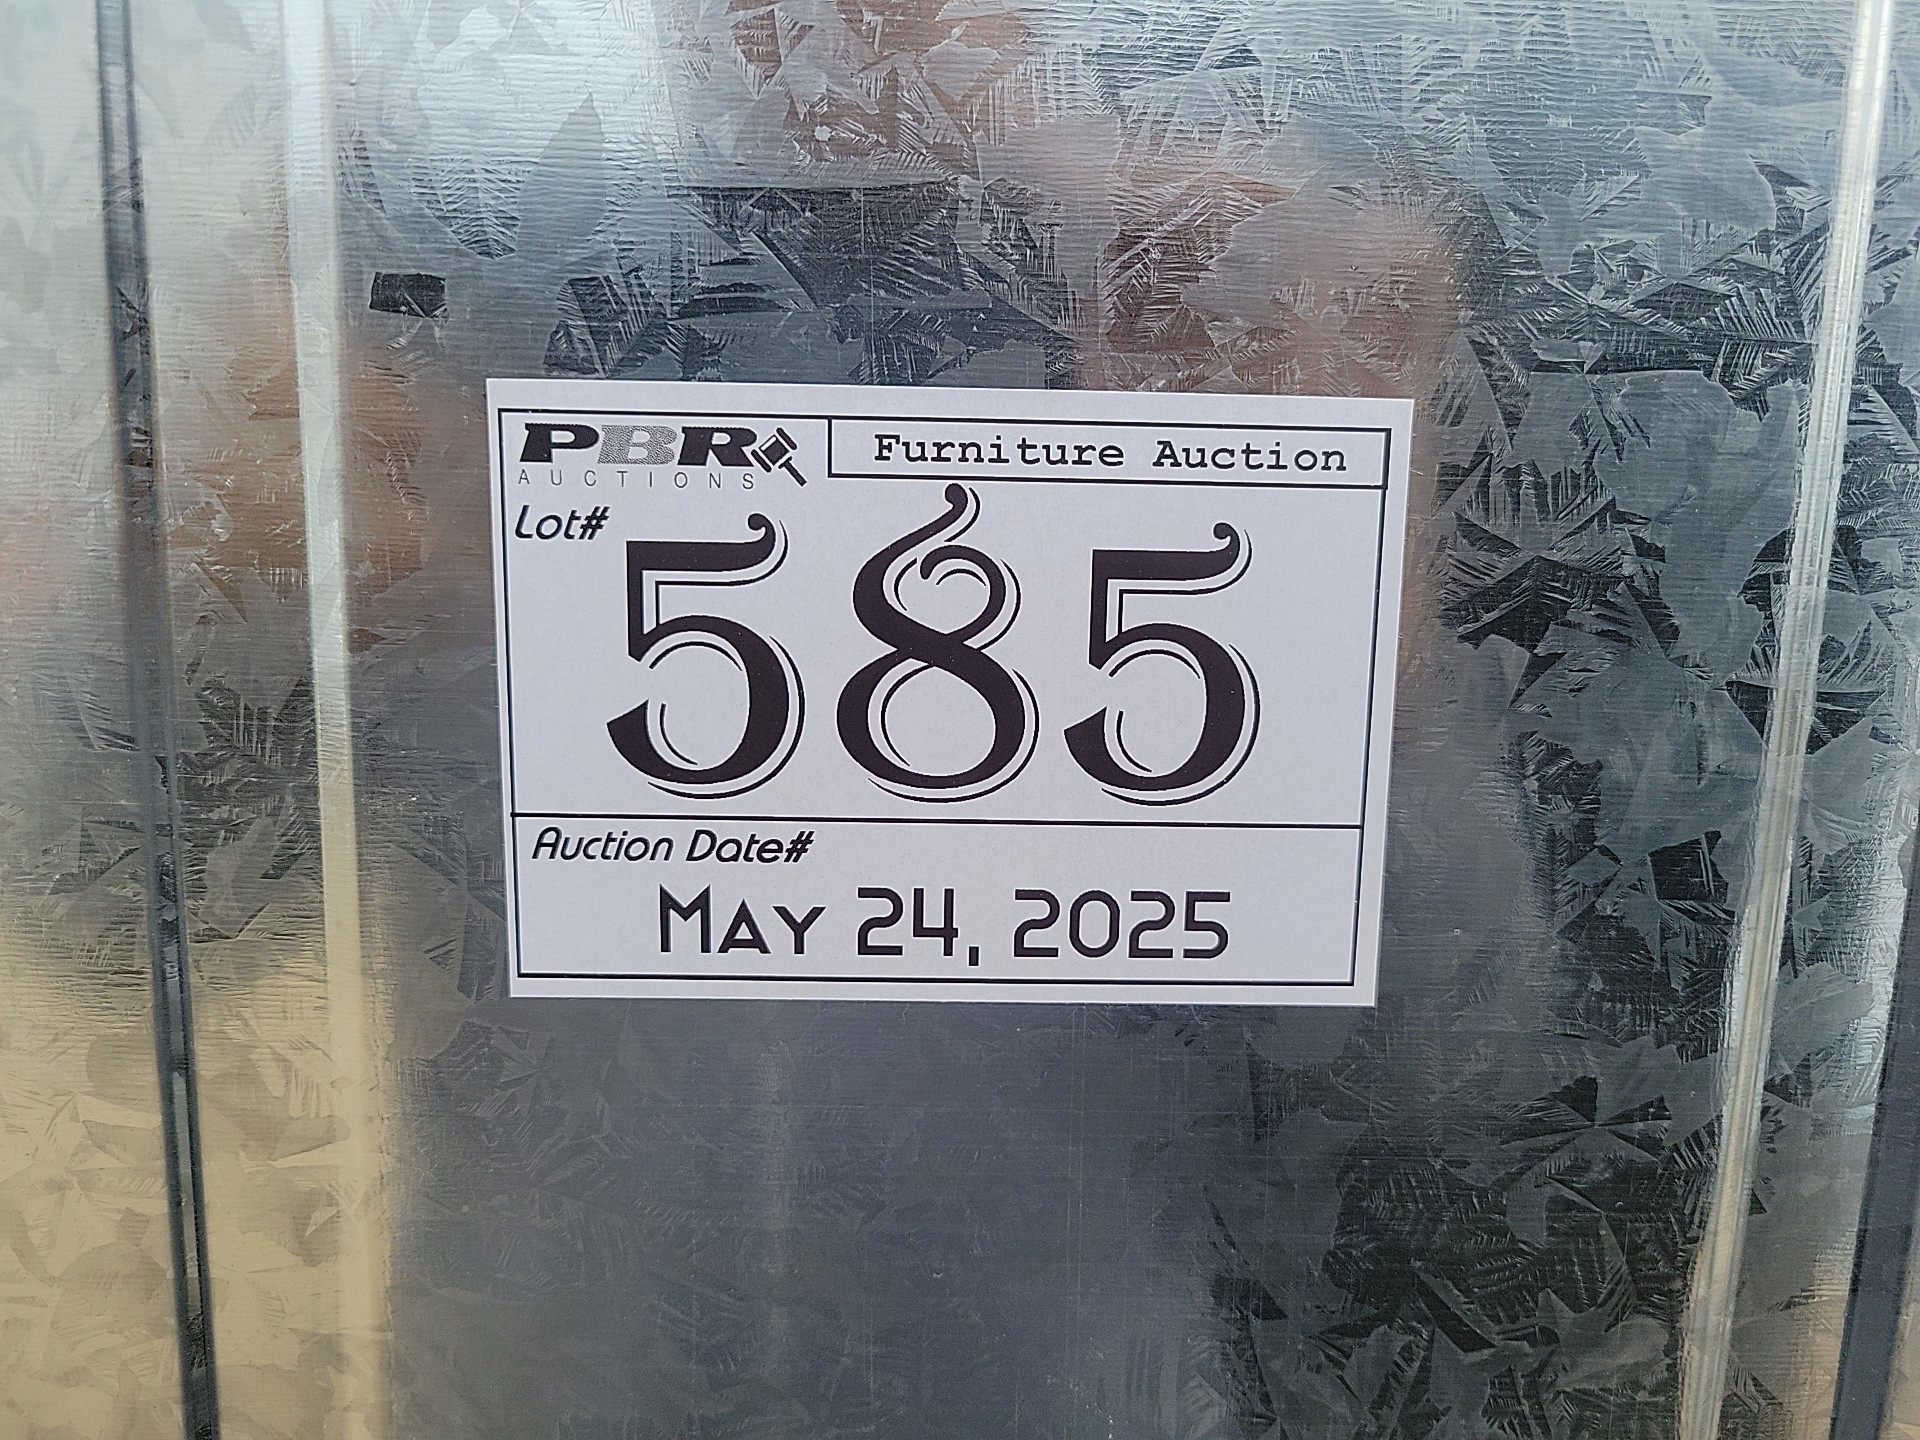 PBR
AUCTIONS
Furniture Auction
Lot#
585
Auction Date#
May 24, 2025